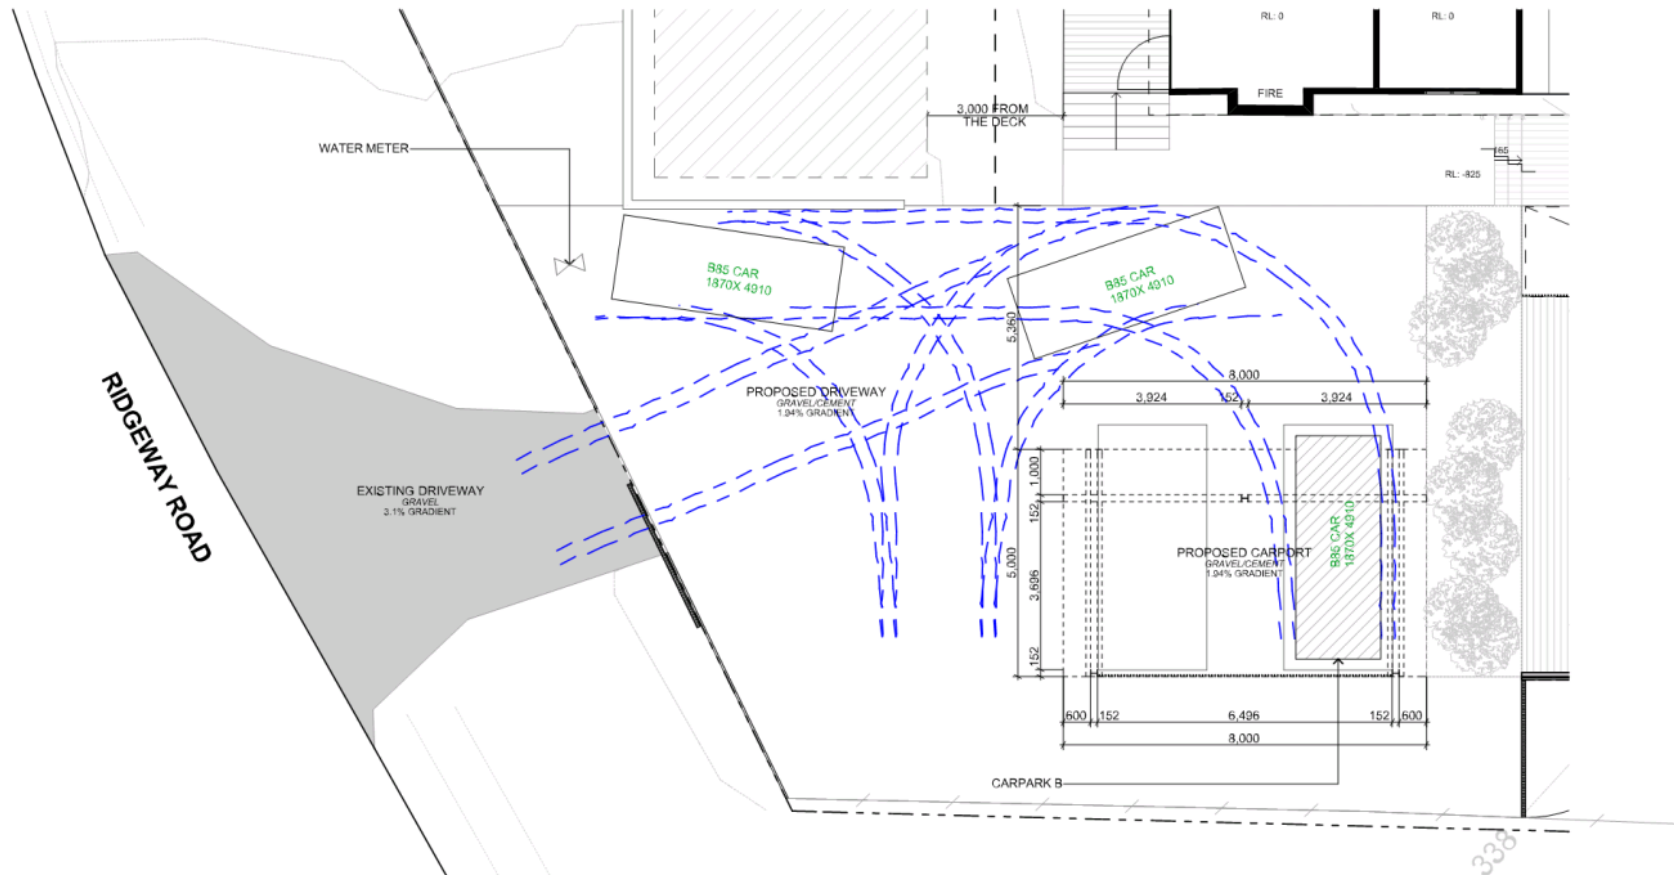 RL: 0
RL: 0
FIRE
3,000 FROM
THE DECK
WATER METER
165
RL: -825
B85 CAR
1870X 4910
B85 CAR
1870X 4910
5,360
8,000
3,924
152
3,924
PROPOSED DRIVEWAY
GRAVEL/CEMENT
1.94% GRADIENT
RIDGEWAY ROAD
EXISTING DRIVEWAY
GRAVEL
3.1% GRADIENT
1,000
152
5,000
3,696
152
PROPOSED CARPORT
GRAVEL/CEMENT
1.94% GRADIENT
B85 CAR
1870X 4910
600
152
6,496
152
600
8,000
CARPARK B
338